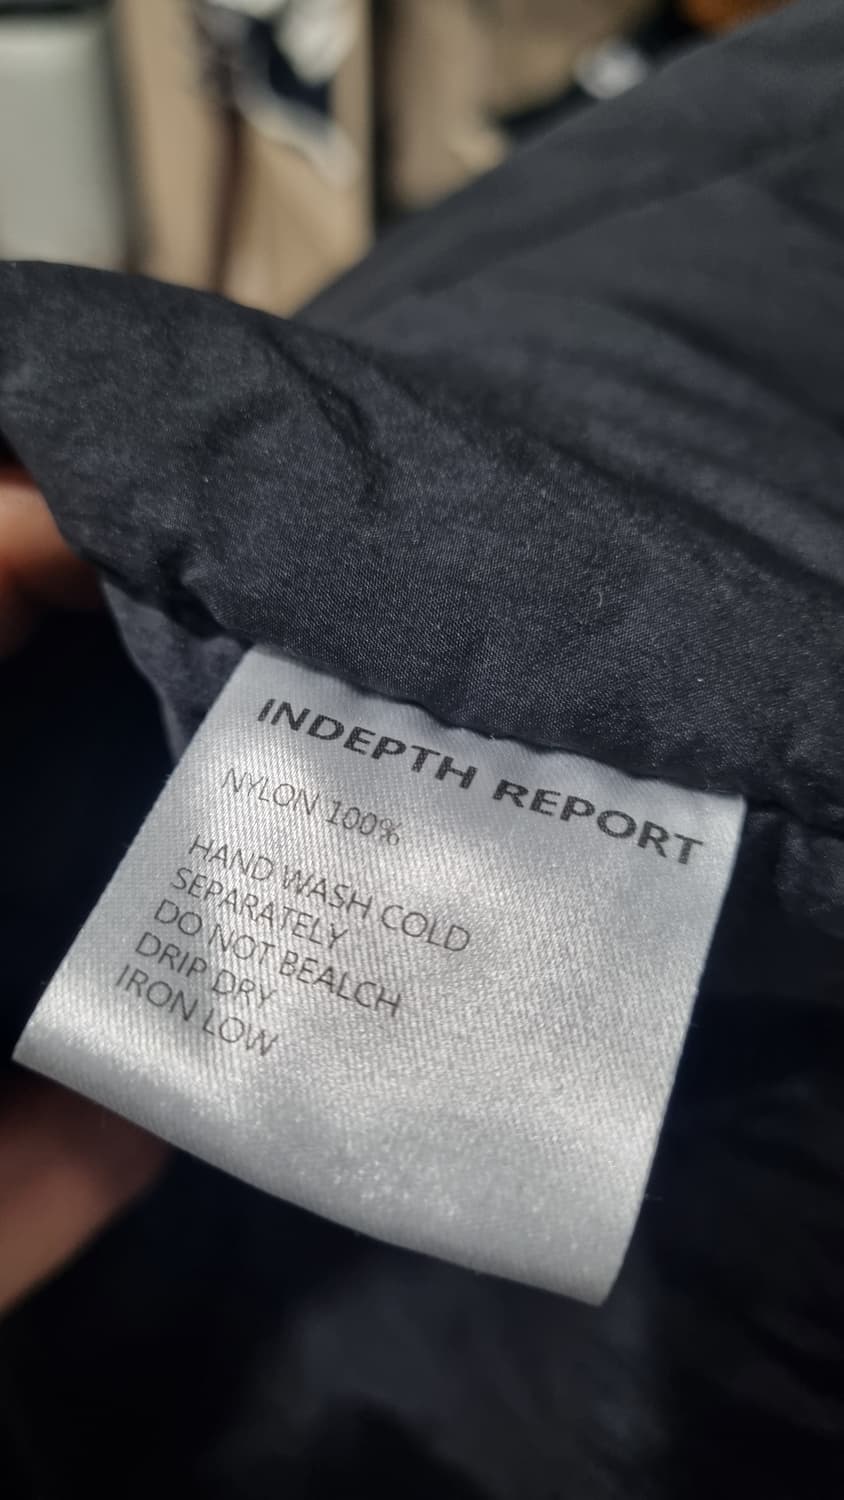 INDEPTH REPORT
NYLON 100%
HAND WASH COLD
SEPARATELY
DO NOT BEALCH
DRIP DRY
IRON LOW